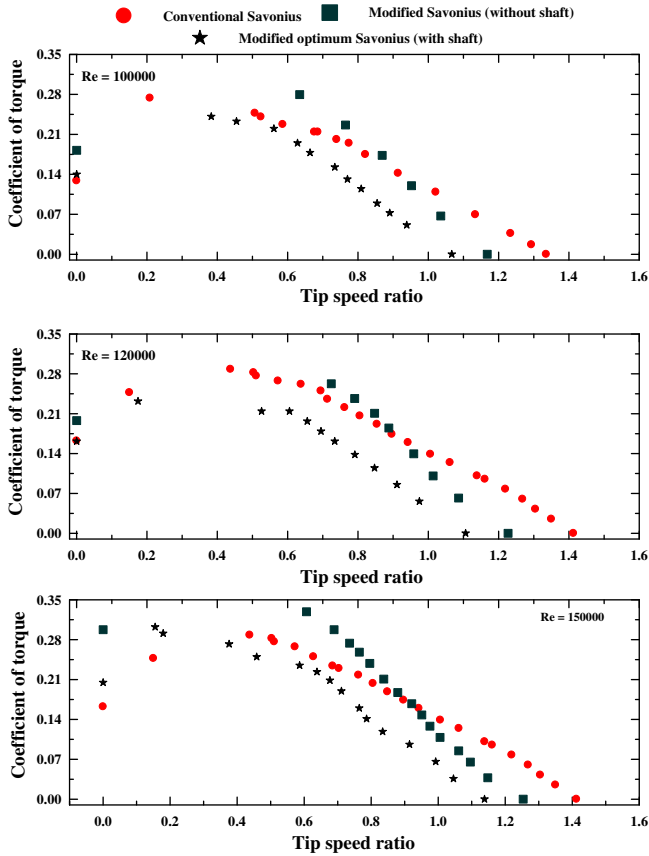 Conventional Savonius
Modified Savonius (without shaft)
Modified optimum Savonius (with shaft)
Re = 100000
Coefficient of torque
0.35
0.28
0.21
0.14
0.07
0.00
0.0 0.2 0.4 0.6 0.8 1.0 1.2 1.4 1.6
Tip speed ratio
Re = 120000
Coefficient of torque
0.35
0.28
0.21
0.14
0.07
0.00
0.0 0.2 0.4 0.6 0.8 1.0 1.2 1.4 1.6
Tip speed ratio
Re = 150000
Coefficient of torque
0.35
0.28
0.21
0.14
0.07
0.00
0.0 0.2 0.4 0.6 0.8 1.0 1.2 1.4 1.6
Tip speed ratio